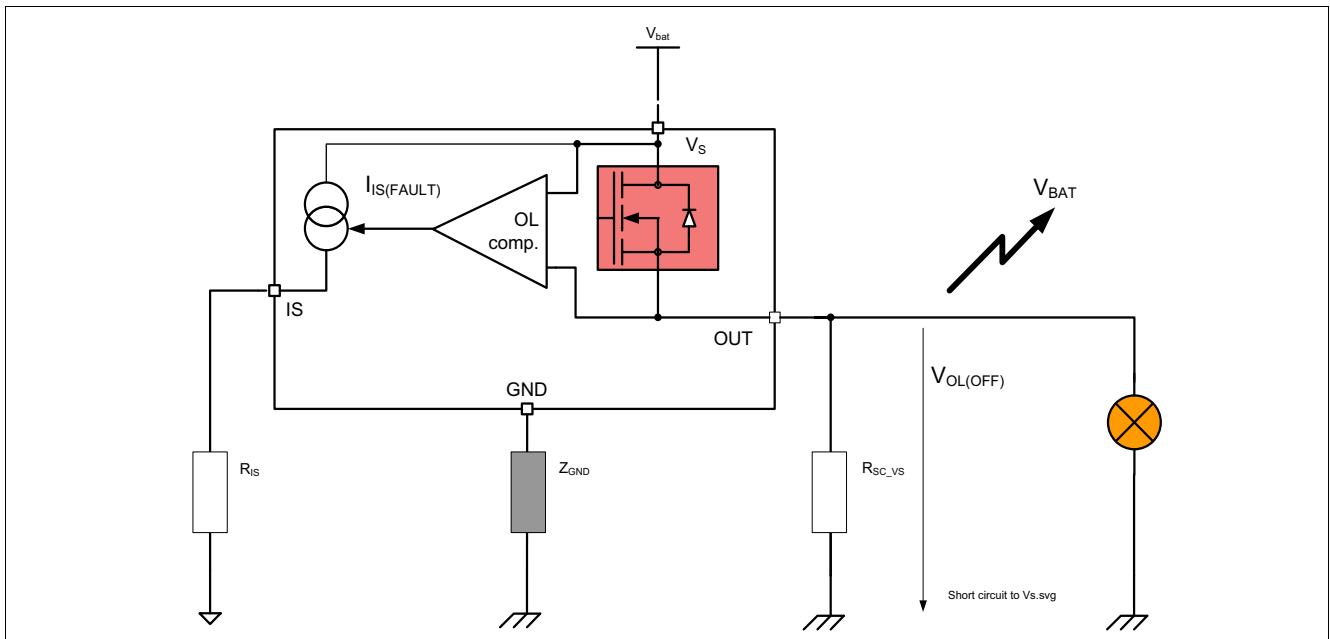 Vbat
VS
IIS(FAULT)
OL
comp.
VBAT
IS
OUT
VOL(OFF)
GND
RIS
ZGND
RSC_VS
Short circuit to Vs.svg